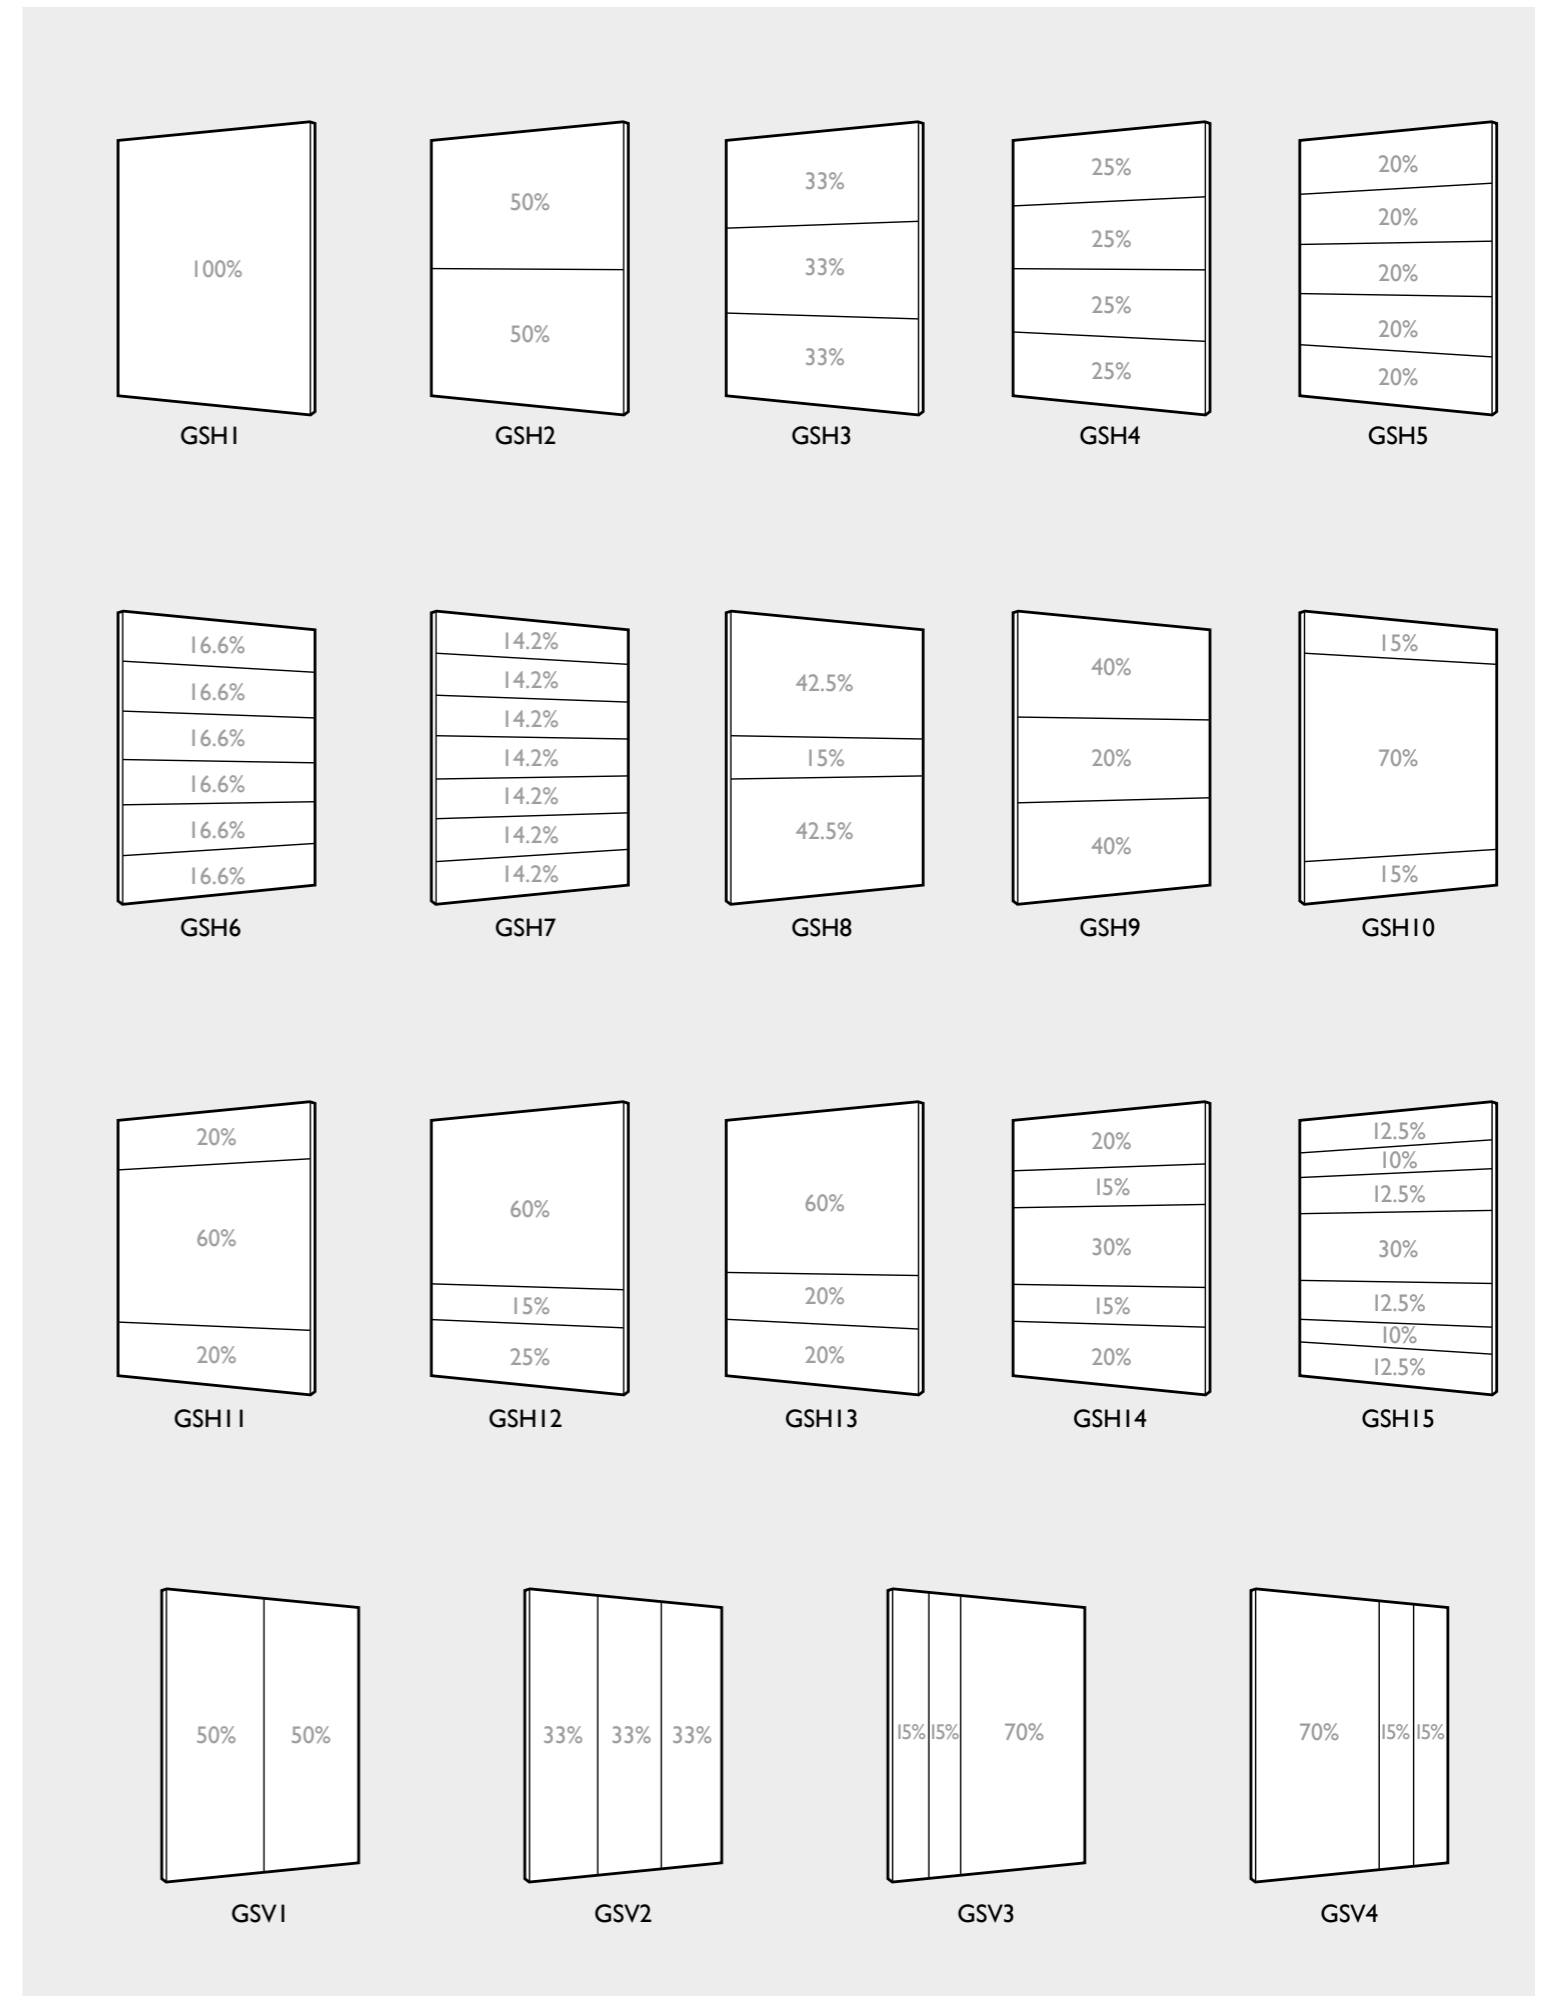 100%
GSH1
50%
50%
GSH2
33%
33%
33%
GSH3
25%
25%
25%
25%
GSH4
20%
20%
20%
20%
20%
GSH5
16.6%
16.6%
16.6%
16.6%
16.6%
16.6%
GSH6
14.2%
14.2%
14.2%
14.2%
14.2%
14.2%
14.2%
GSH7
42.5%
15%
42.5%
GSH8
40%
20%
40%
GSH9
15%
70%
15%
GSH10
20%
60%
20%
GSH11
60%
15%
25%
GSH12
60%
20%
20%
GSH13
20%
15%
30%
15%
20%
GSH14
12.5%
10%
12.5%
30%
12.5%
10%
12.5%
GSH15
50% 50%
GSV1
33% 33% 33%
GSV2
15% 15% 70%
GSV3
70% 15% 15%
GSV4